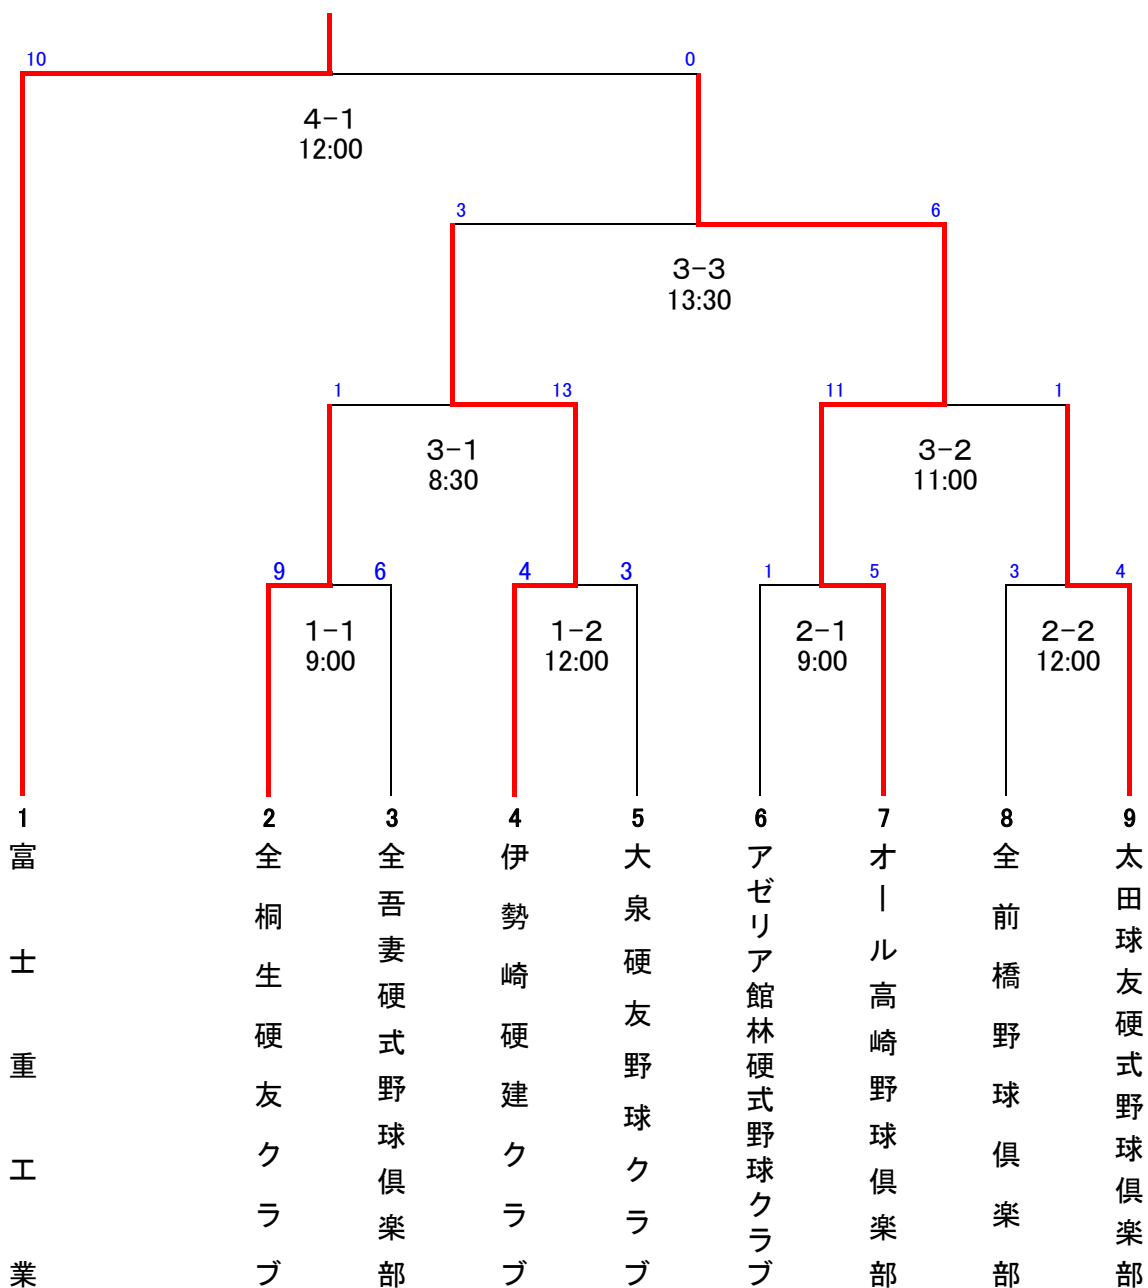 10 0
4-1
12:00
3 6
3-3
13:30
1 13 11 1
3-1 3-2
8:30 11:00
9 6 4 3 1 5 3 4
1-1 1-2 2-1 2-2
9:00 12:00 9:00 12:00
1 2 3 4 5 6 7 8 9
富士重工業
全桐生硬友クラブ
全吾妻硬式野球倶楽部
伊勢崎硬建クラブ
大泉硬友野球クラブ
アゼリア館林硬式野球クラブ
オール高崎野球倶楽部
全前橋野球倶楽部
太田球友硬式野球倶楽部